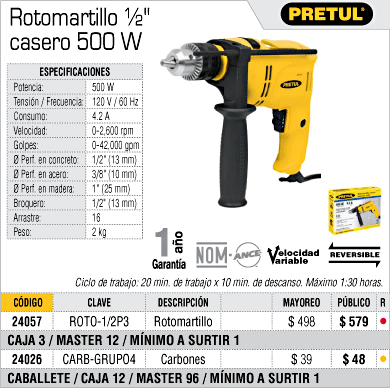 Rotomartillo ½"
casero 500 W
PRETUL®
ESPECIFICACIONES
Potencia: 500 W
Tensión / Frecuencia: 120 V / 60 Hz
Consumo: 4.2 A
Velocidad: 0-2,600 rpm
Golpes: 0-42,000 gpm
Ø Perf. en concreto: 1/2" (13 mm)
Ø Perf. en acero: 3/8" (10 mm)
Ø Perf. en madera: 1" (25 mm)
Broquero: 1/2" (13 mm)
Arrastre: 16
Peso: 2 kg
PRETUL
1 año
Garantía
NOM-ANCE
Velocidad
Variable
REVERSIBLE
Ciclo de trabajo: 20 min. de trabajo x 10 min. de descanso. Máximo 1:30 horas.
CÓDIGO CLAVE DESCRIPCIÓN MAYOREO PÚBLICO R
24057 ROTO-1/2P3 Rotomartillo $ 498 $ 579
CAJA 3 / MASTER 12 / MÍNIMO A SURTIR 1
24026 CARB-GRUPO4 Carbones $ 39 $ 48
CABALLETE / CAJA 12 / MASTER 96 / MÍNIMO A SURTIR 1